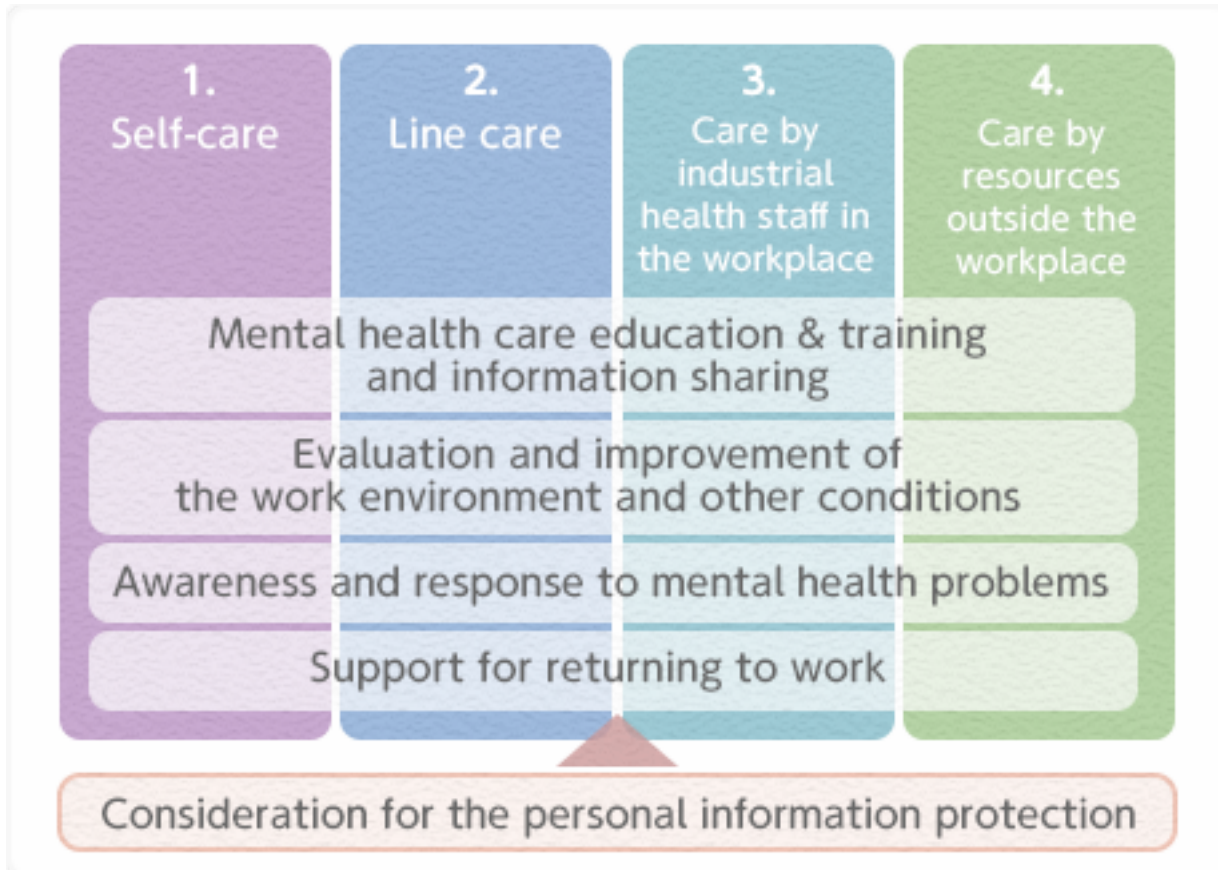 1.
Self-care
2.
Line care
3.
Care by
industrial
health staff in
the workplace
4.
Care by
resources
outside the
workplace
Mental health care education & training
and information sharing
Evaluation and improvement of
the work environment and other conditions
Awareness and response to mental health problems
Support for returning to work
Consideration for the personal information protection